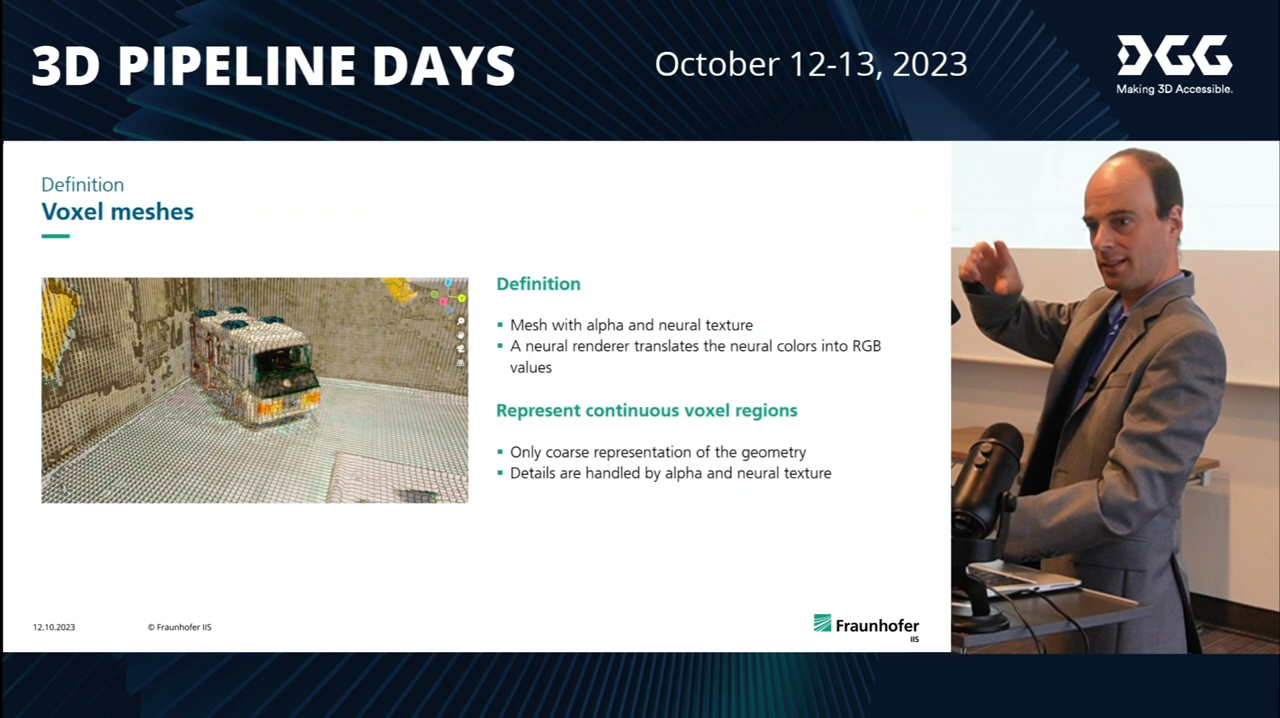 3D PIPELINE DAYS
October 12-13, 2023
DGG
Making 3D Accessible.
Definition
Voxel meshes
Definition
▪ Mesh with alpha and neural texture
▪ A neural renderer translates the neural colors into RGB
values
Represent continuous voxel regions
▪ Only coarse representation of the geometry
▪ Details are handled by alpha and neural texture
12.10.2023
© Fraunhofer IIS
Fraunhofer
IIS